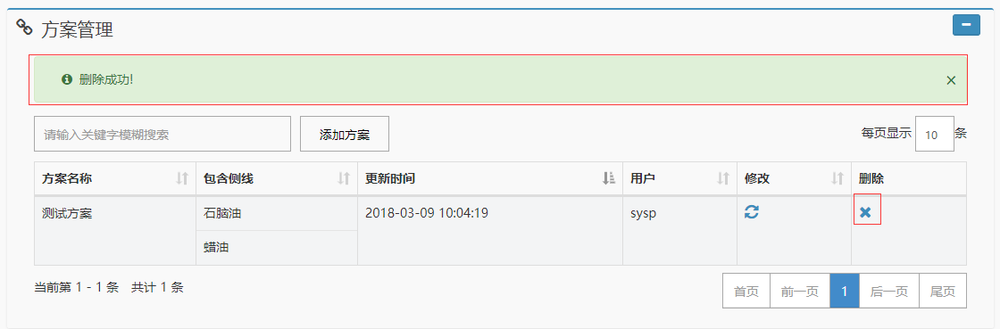 方案管理
删除成功!
请输入关键字模糊搜索 添加方案 每页显示 10 条
方案名称 包含侧线 更新时间 用户 修改 删除
测试方案 石脑油 2018-03-09 10:04:19 sysp
蜡油
当前第 1 - 1 条 共计 1 条
首页 前一页 1 后一页 尾页